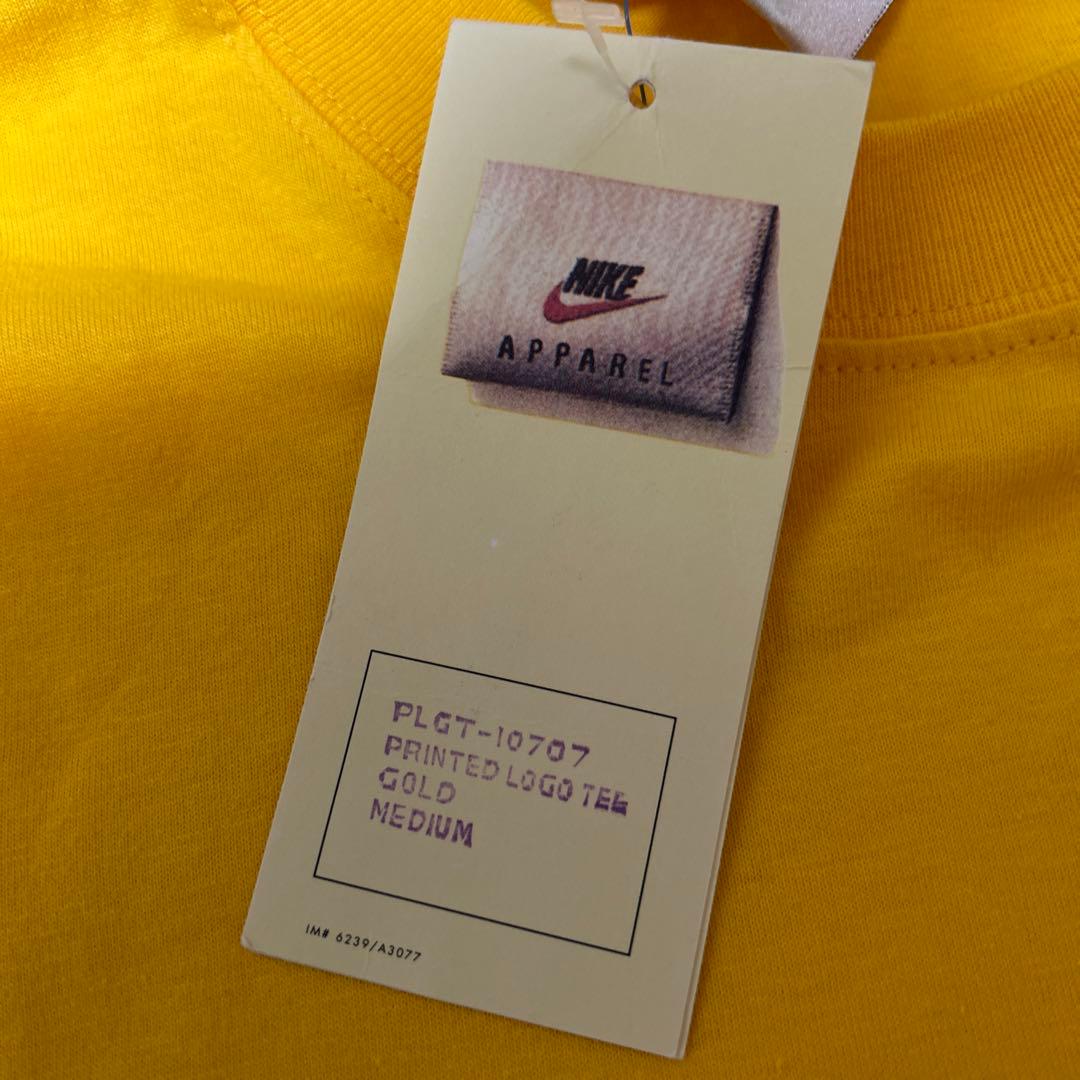 NIKE
APPAREL
PLGT-10707
PRINTED LOGO TEE
GOLD
MEDIUM
IM# 6239/A3077